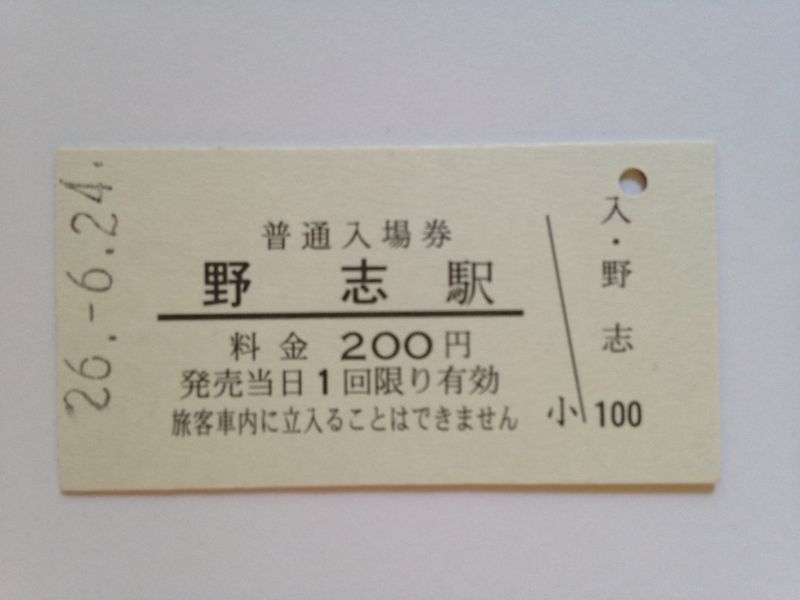 26.-6.24.
普通入場券
野志駅
料金 200円
発売当日1回限り有効
旅客車内に立入ることはできません
入・野志
小 100